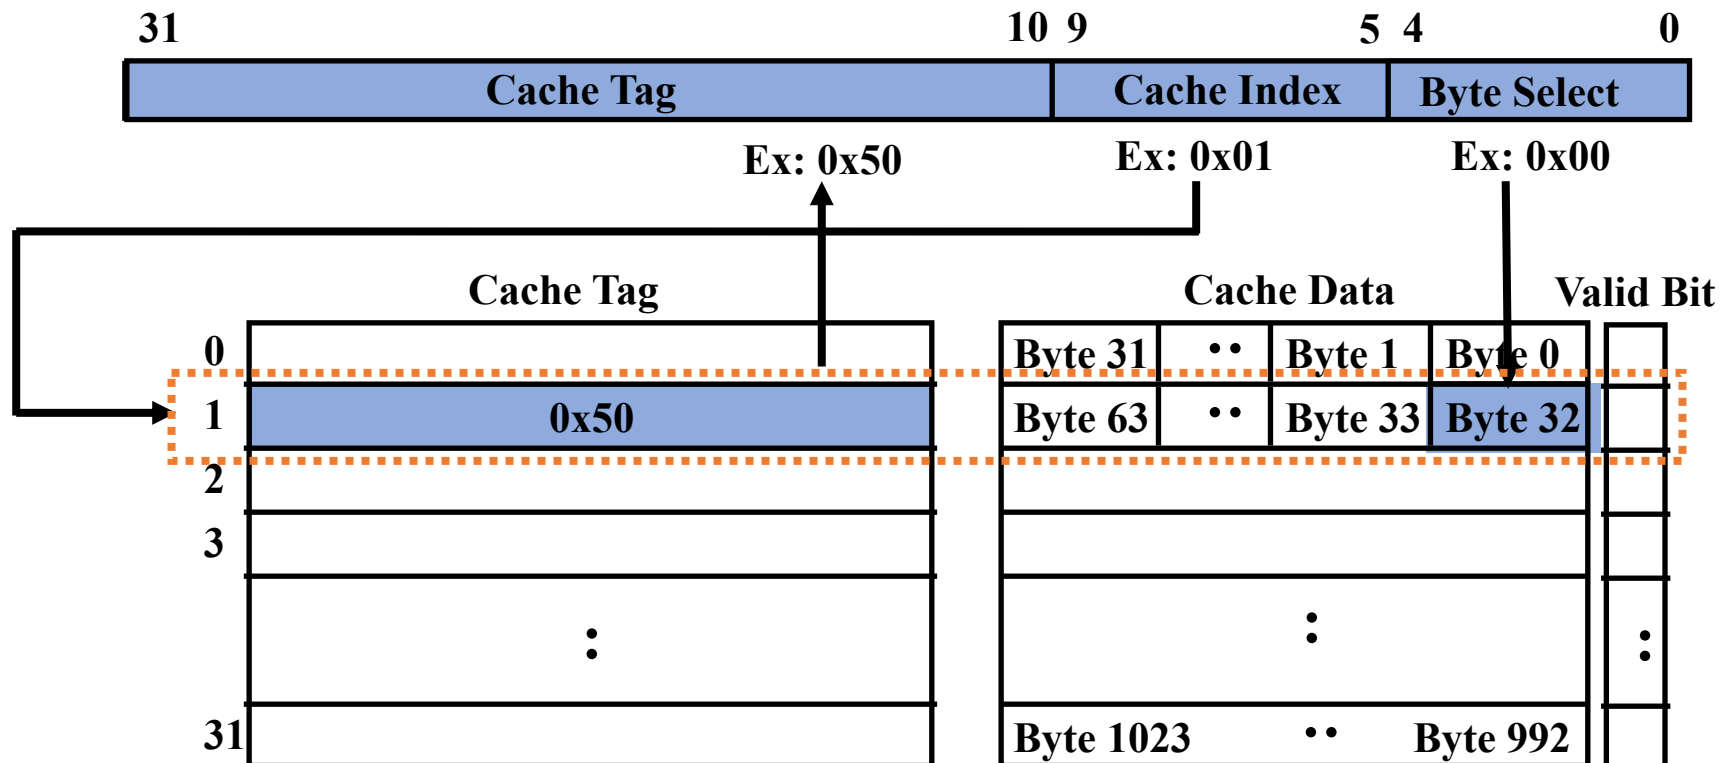 31 10 9 5 4 0
Cache Tag Cache Index Byte Select
Ex: 0x50 Ex: 0x01 Ex: 0x00
Cache Tag Cache Data Valid Bit
0 Byte 31 .. Byte 1 Byte 0
1 0x50 Byte 63 .. Byte 33 Byte 32
2
3
: : :
31 Byte 1023 .. Byte 992